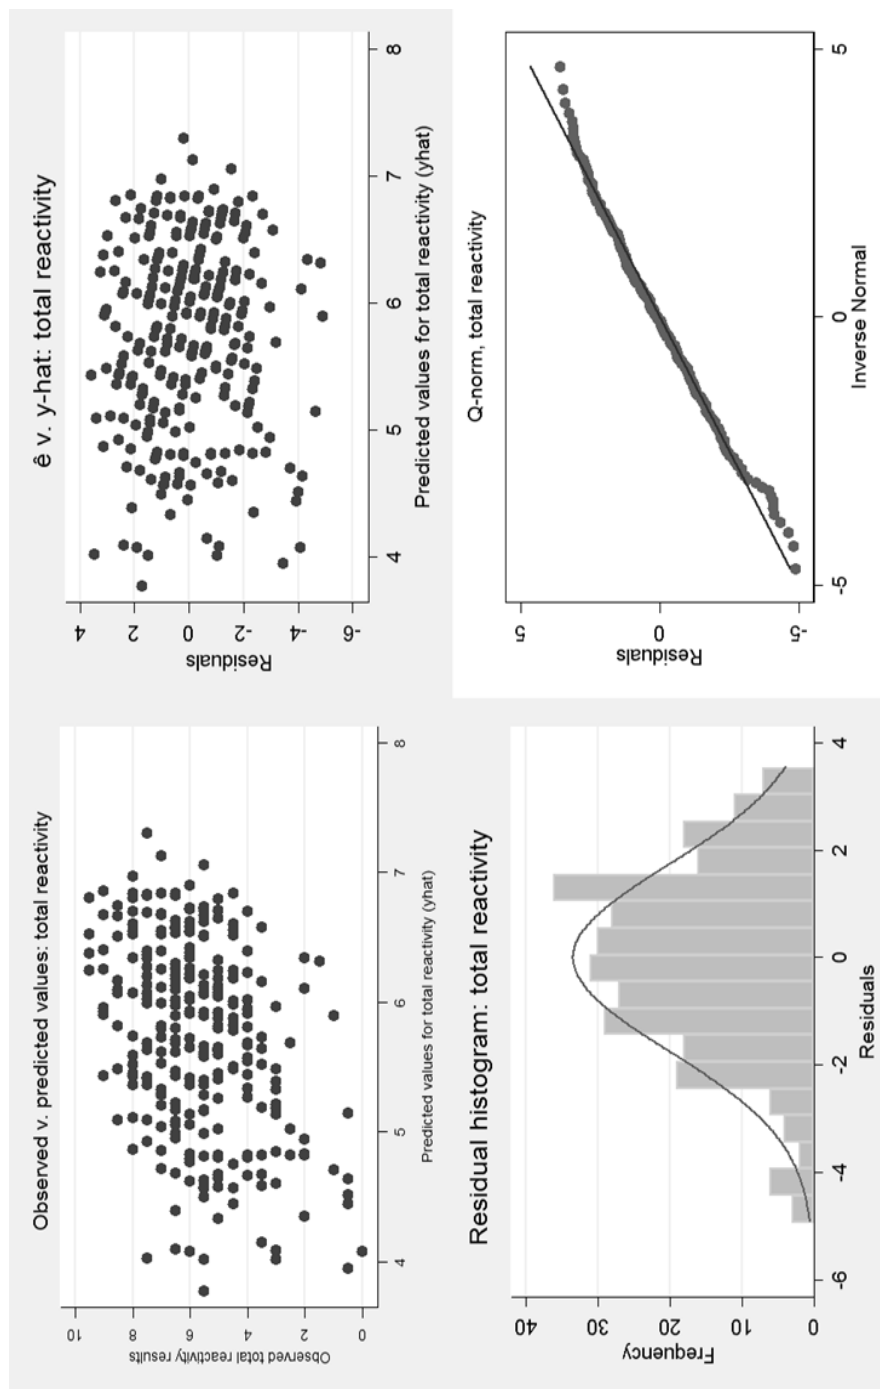 Observed v. predicted values: total reactivity
Observed total reactivity results
10
8
6
4
2
0
4 5 6 7 8
Predicted values for total reactivity (yhat)
ê v. y-hat: total reactivity
Residuals
4
2
0
-2
-4
-6
4 5 6 7 8
Predicted values for total reactivity (yhat)
Residual histogram: total reactivity
Frequency
40
30
20
10
0
-6 -4 -2 0 2 4
Residuals
Q-norm, total reactivity
Residuals
5
0
-5
-5 0 5
Inverse Normal